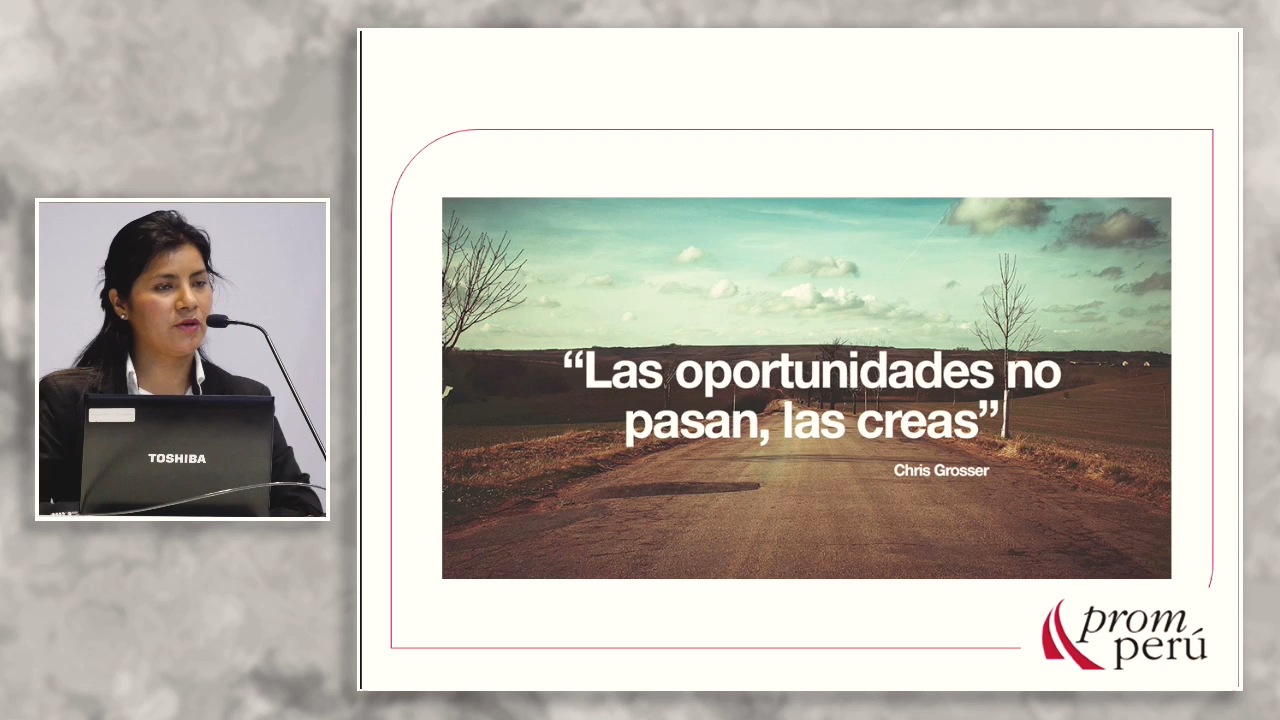 TOSHIBA
“Las oportunidades no
pasan, las creas”
Chris Grosser
prom
perú